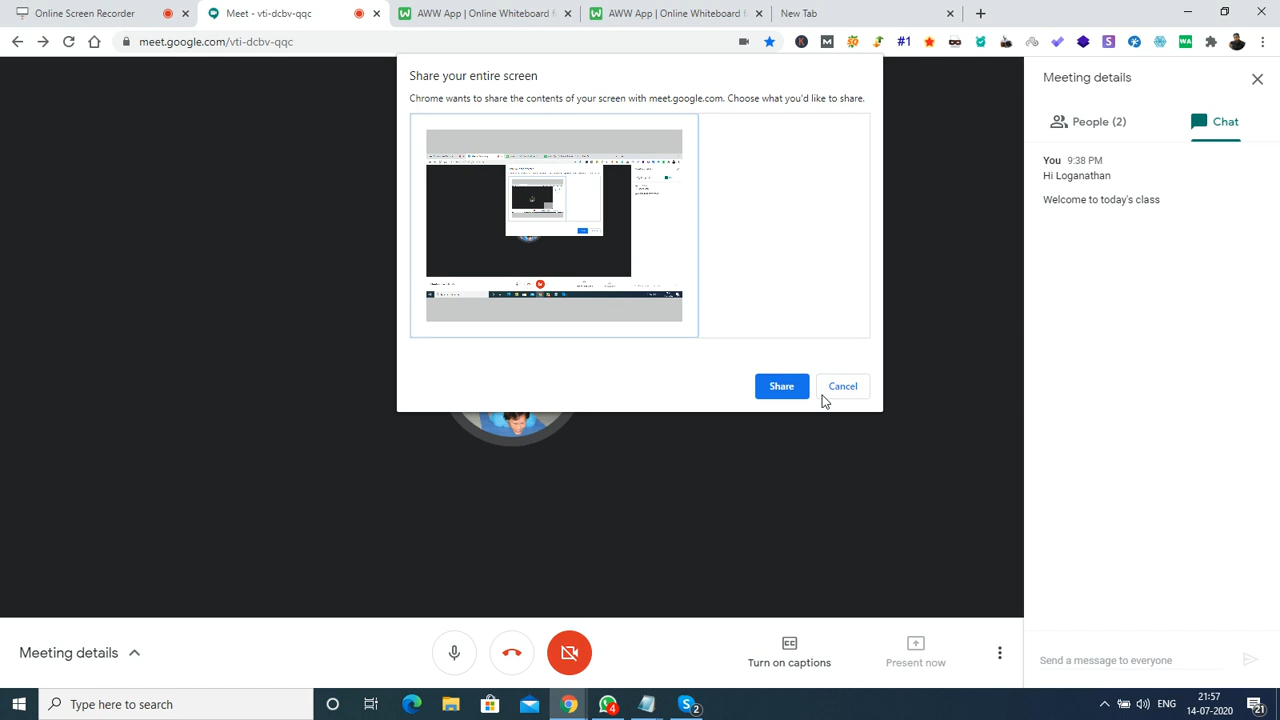 Online Screen Recorder
Meet - vti-dcbv-qqc
AWW App | Online Whiteboard f
AWW App | Online Whiteboard f
New Tab
meet.google.com/vti-dcbv-qqc
#1
Share your entire screen
Chrome wants to share the contents of your screen with meet.google.com. Choose what you'd like to share.
Share
Cancel
Meeting details
People (2)
Chat
You 9:38 PM
Hi Loganathan
Welcome to today's class
Meeting details
Turn on captions
Present now
Send a message to everyone
Type here to search
4
2
ENG
21:57
14-07-2020
21